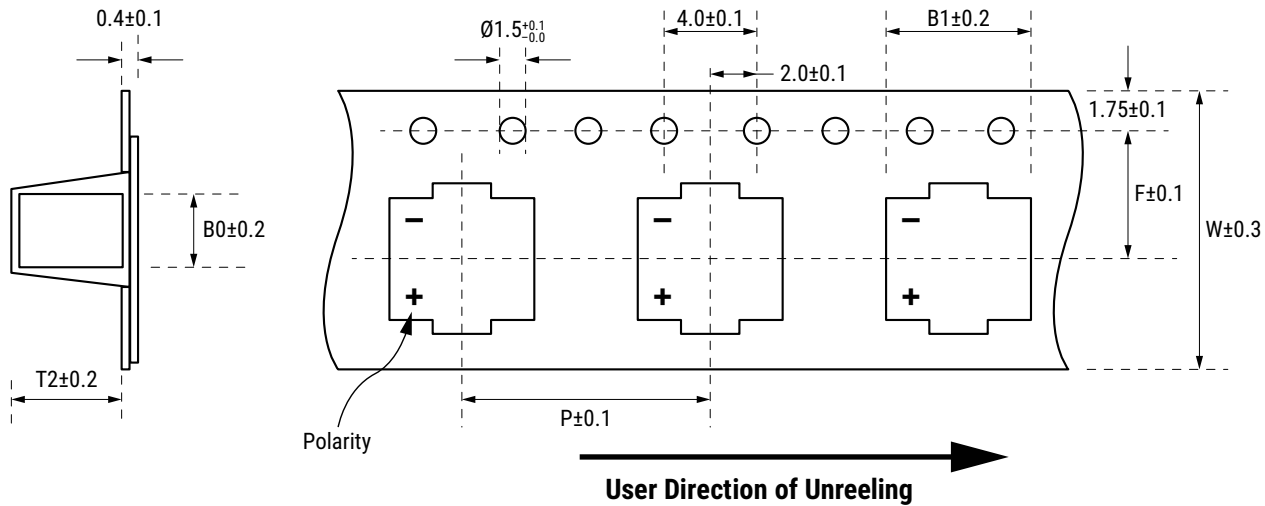 0.4±0.1
Ø1.5+0.1 −0.0
4.0±0.1
B1±0.2
2.0±0.1
1.75±0.1
B0±0.2
F±0.1
W±0.3
−
−
−
+
+
+
T2±0.2
P±0.1
Polarity
User Direction of Unreeling